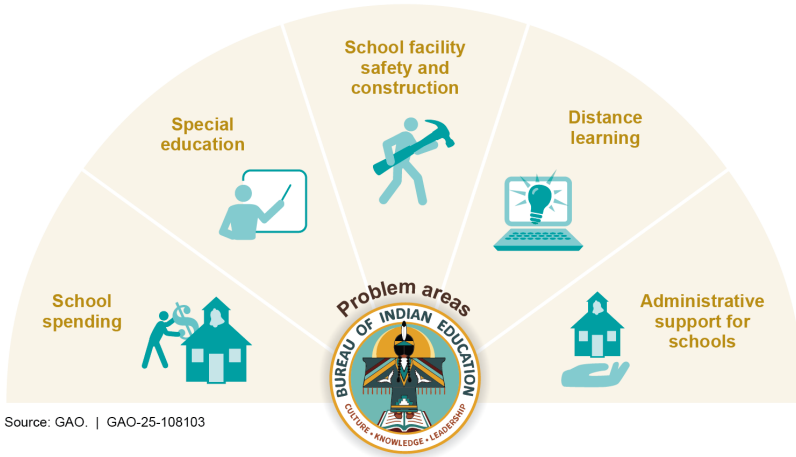 School facility
safety and
construction
Special
education
Distance
learning
School
spending
Administrative
support for
schools
Problem areas
BUREAU OF INDIAN EDUCATION
CULTURE • KNOWLEDGE • LEADERSHIP
Source: GAO. | GAO-25-108103